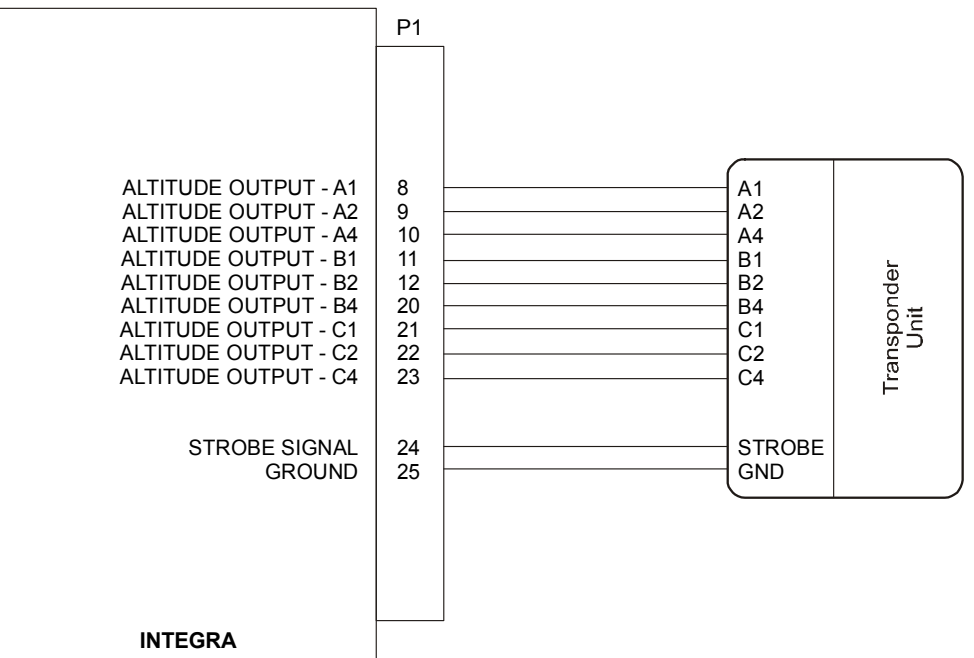 P1
ALTITUDE OUTPUT - A1 8 A1
ALTITUDE OUTPUT - A2 9 A2
ALTITUDE OUTPUT - A4 10 A4
ALTITUDE OUTPUT - B1 11 B1
ALTITUDE OUTPUT - B2 12 B2
ALTITUDE OUTPUT - B4 20 B4
ALTITUDE OUTPUT - C1 21 C1
ALTITUDE OUTPUT - C2 22 C2
ALTITUDE OUTPUT - C4 23 C4
STROBE SIGNAL 24 STROBE
GROUND 25 GND
Transponder
Unit
INTEGRA